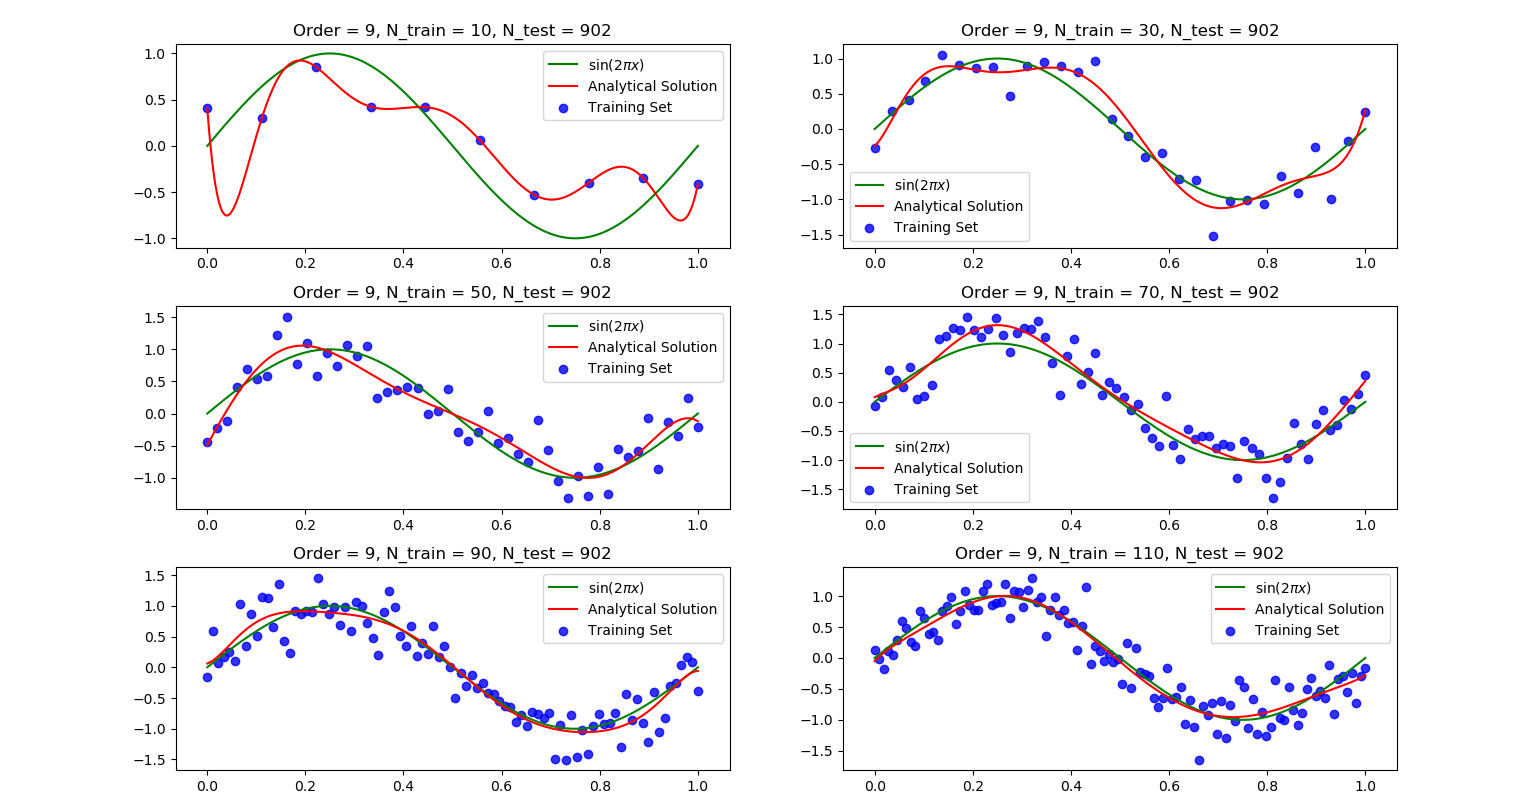 Order = 9, N_train = 10, N_test = 902
1.0
0.5
0.0
−0.5
−1.0
sin(2πx)
Analytical Solution
Training Set
0.0 0.2 0.4 0.6 0.8 1.0
Order = 9, N_train = 30, N_test = 902
1.0
0.5
0.0
−0.5
−1.0
−1.5
sin(2πx)
Analytical Solution
Training Set
0.0 0.2 0.4 0.6 0.8 1.0
Order = 9, N_train = 50, N_test = 902
1.5
1.0
0.5
0.0
−0.5
−1.0
sin(2πx)
Analytical Solution
Training Set
0.0 0.2 0.4 0.6 0.8 1.0
Order = 9, N_train = 70, N_test = 902
1.5
1.0
0.5
0.0
−0.5
−1.0
−1.5
sin(2πx)
Analytical Solution
Training Set
0.0 0.2 0.4 0.6 0.8 1.0
Order = 9, N_train = 90, N_test = 902
1.5
1.0
0.5
0.0
−0.5
−1.0
−1.5
sin(2πx)
Analytical Solution
Training Set
0.0 0.2 0.4 0.6 0.8 1.0
Order = 9, N_train = 110, N_test = 902
1.0
0.5
0.0
−0.5
−1.0
−1.5
sin(2πx)
Analytical Solution
Training Set
0.0 0.2 0.4 0.6 0.8 1.0